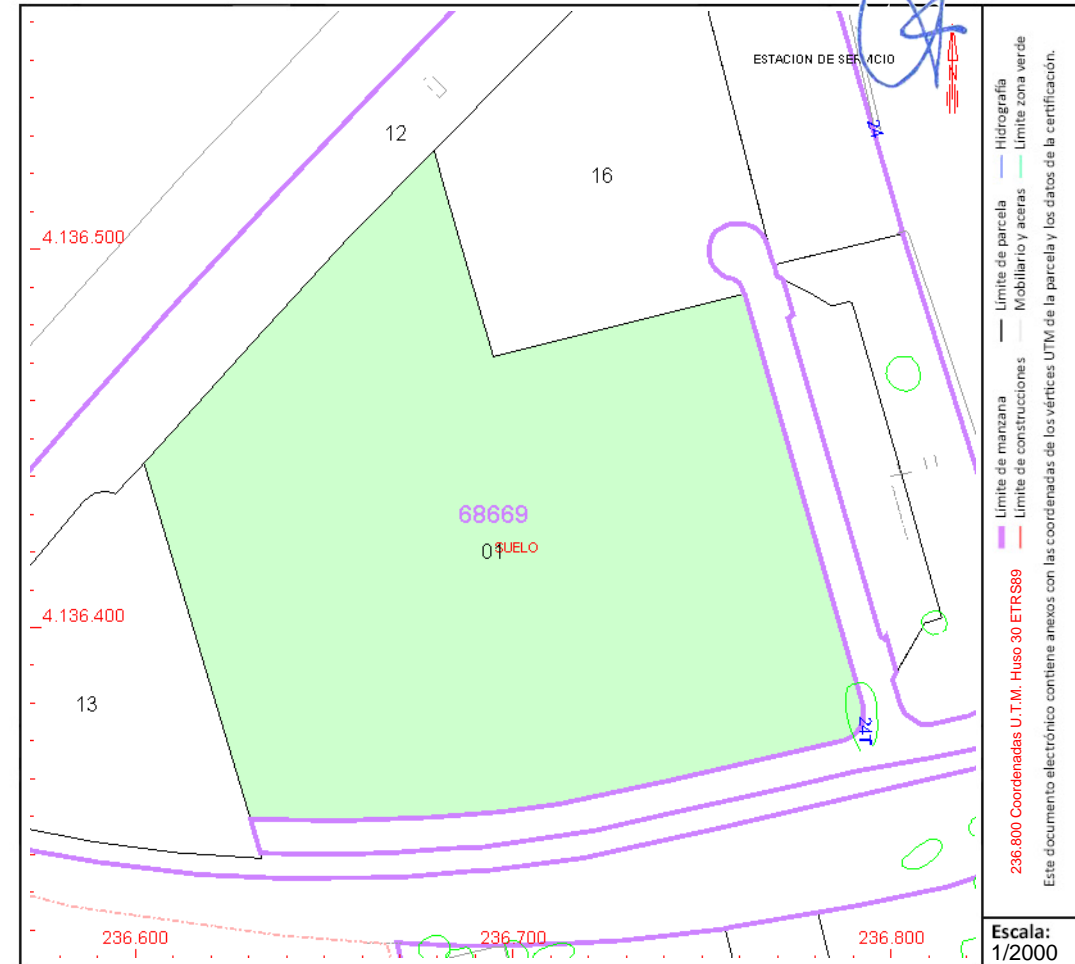 ESTACION DE SERVICIO
24
12
16
4.136.500
68669
01
SUELO
4.136.400
13
24T
236.600
236.700
236.800
Límite de manzana
Límite de parcela
Hidrografía
236.800 Coordenadas U.T.M. Huso 30 ETRS89
Límite de construcciones
Mobiliario y aceras
Límite zona verde
Este documento electrónico contiene anexos con las coordenadas de los vértices UTM de la parcela y los datos de la certificación.
Escala:
1/2000